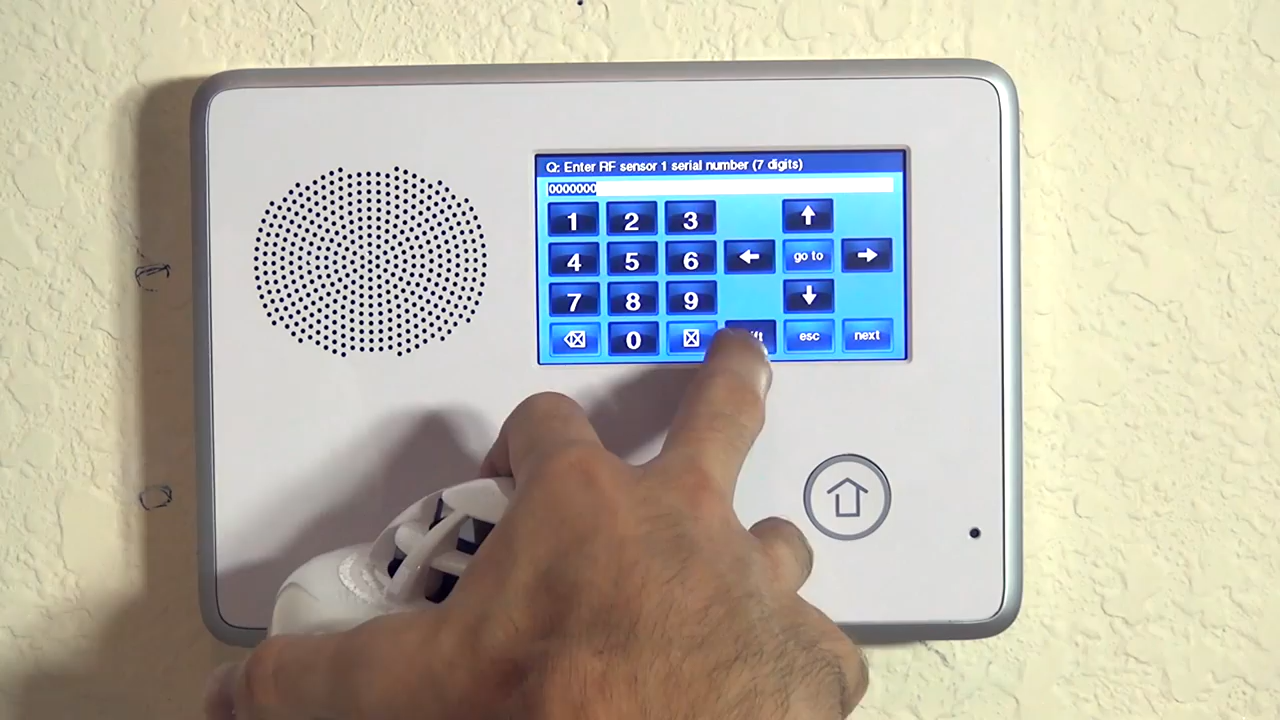 Q: Enter RF sensor 1 serial number (7 digits)
0000000
1 2 3
4 5 6 go to
7 8 9
0 esc next